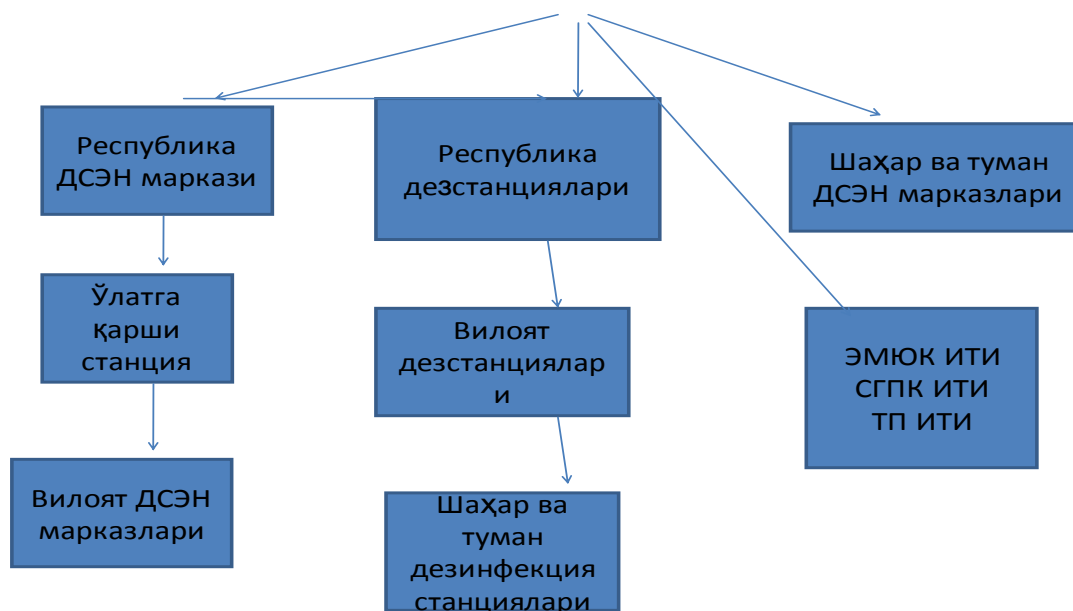 Республика
ДСЭН маркази
Республика
дезстанциялари
Шаҳар ва туман
ДСЭН марказлари
Ўлатга
қарши
станция
Вилоят
дезстанциялар
и
ЭМЮК ИТИ
СГПК ИТИ
ТП ИТИ
Вилоят ДСЭН
марказлари
Шаҳар ва
туман
дезинфекция
станциялари